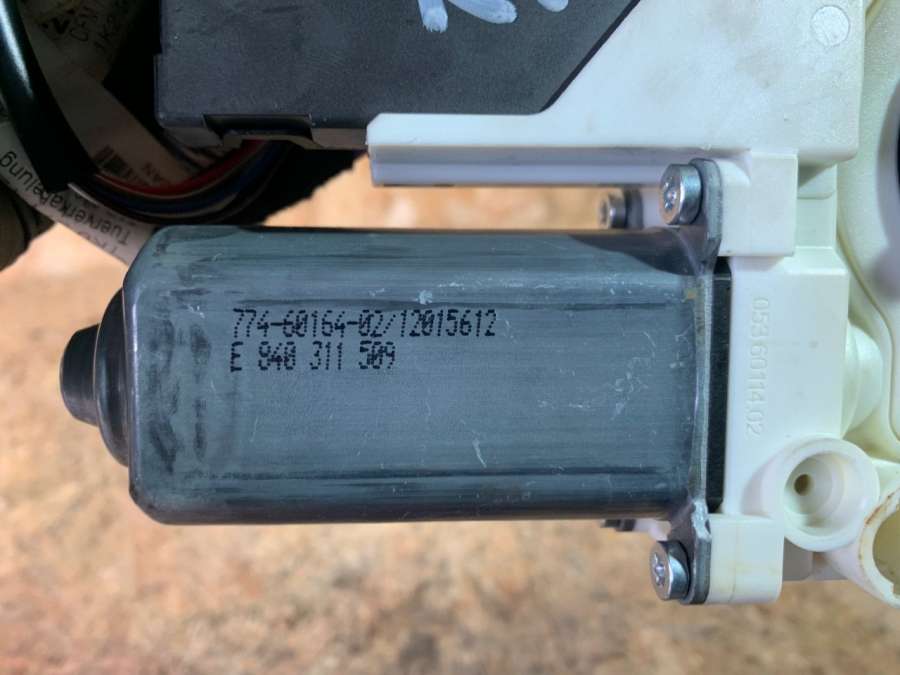 774-60164-02/12015612
E 840 311 509
053 60114 02
Tuerverkabelung